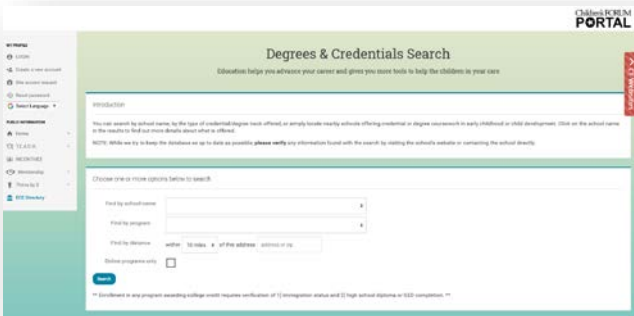 Children's FORUM
PORTAL
MY PORTAL
LOGIN
Create a new account
Site access request
Reset password
Select Language
PUBLIC INFORMATION
Home
T.E.A.C.H.
INCENTIVES
Mentorship
ECE Directory
Degrees & Credentials Search
Education helps you advance your career and gives you more tools to help the children in your care
Introduction
You can search by school name, by the type of credential/degree track offered, or simply locate nearby schools offering credential or degree coursework in early childhood or child development. Click on the school name
in the results to find out more details about what is offered.
NOTE: While we try to keep the database as up to date as possible, please verify any information found with the search by visiting the school's website or contacting the school directly.
Choose one or more options below to search
Find by school name
Find by program
Find by distance within 10 miles of this address address or zip
Online programs only
Search
** Enrollment in any program awarding college credit requires verification of 1) immigration status and 2) high school diploma or GED completion. **